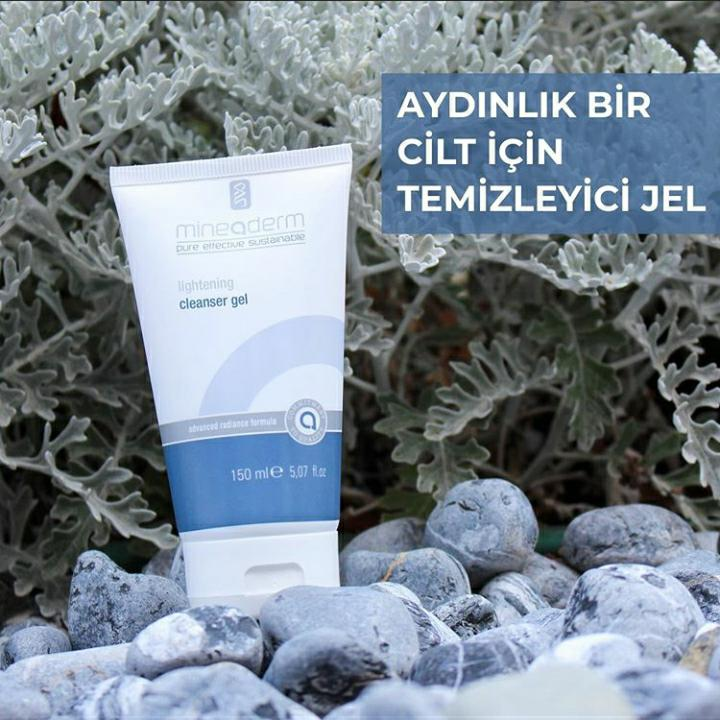 AYDINLIK BİR
CİLT İÇİN
TEMİZLEYİCİ JEL
mineaderm
pure effective sustainable
lightening
cleanser gel
advanced radiance formula
150 ml ℮ 5,07 fl.oz